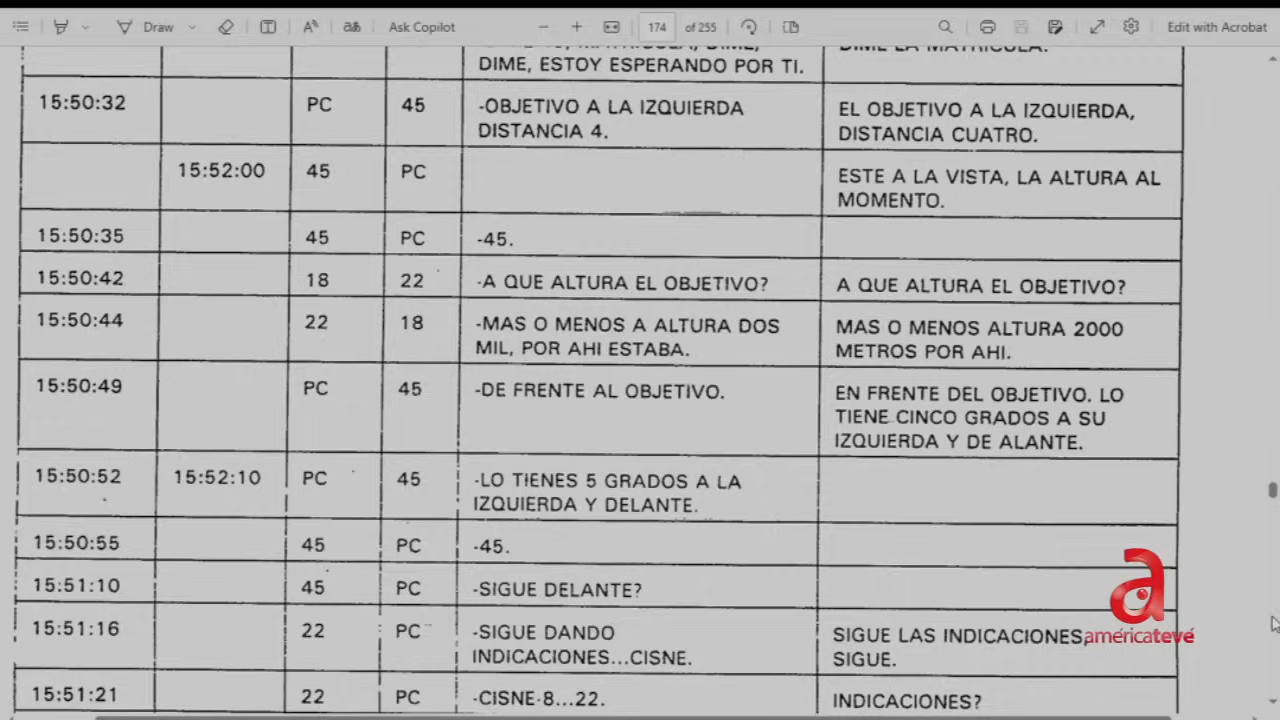 Draw
Ask Copilot
174 of 255
Edit with Acrobat
DIME, ESTOY ESPERANDO POR TI.
DIME LA MATRICULA.
15:50:32 PC 45 -OBJETIVO A LA IZQUIERDA
DISTANCIA 4.
EL OBJETIVO A LA IZQUIERDA,
DISTANCIA CUATRO.
15:52:00 45 PC
ESTE A LA VISTA, LA ALTURA AL
MOMENTO.
15:50:35 45 PC -45.
15:50:42 18 22 -A QUE ALTURA EL OBJETIVO?
A QUE ALTURA EL OBJETIVO?
15:50:44 22 18 -MAS O MENOS A ALTURA DOS
MIL, POR AHI ESTABA.
MAS O MENOS ALTURA 2000
METROS POR AHI.
15:50:49 PC 45 -DE FRENTE AL OBJETIVO.
EN FRENTE DEL OBJETIVO. LO
TIENE CINCO GRADOS A SU
IZQUIERDA Y DE ALANTE.
15:50:52 15:52:10 PC 45 -LO TIENES 5 GRADOS A LA
IZQUIERDA Y DELANTE.
15:50:55 45 PC -45.
15:51:10 45 PC -SIGUE DELANTE?
15:51:16 22 PC -SIGUE DANDO
INDICACIONES...CISNE.
SIGUE LAS INDICACIONES,
SIGUE.
15:51:21 22 PC -CISNE-8...22.
INDICACIONES?
américatevé